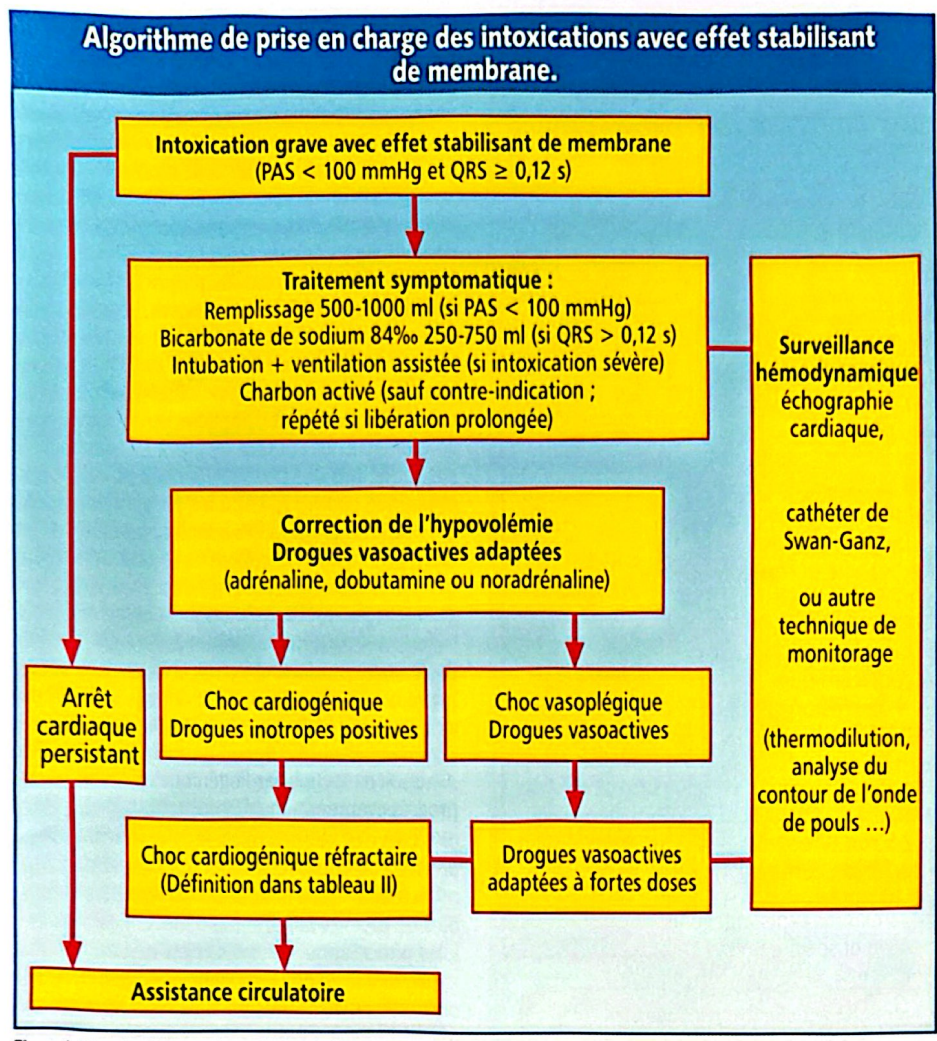 Algorithme de prise en charge des intoxications avec effet stabilisant
de membrane.
Intoxication grave avec effet stabilisant de membrane
(PAS < 100 mmHg et QRS ≥ 0,12 s)
Traitement symptomatique :
Remplissage 500-1000 ml (si PAS < 100 mmHg)
Bicarbonate de sodium 84‰ 250-750 ml (si QRS > 0,12 s)
Intubation + ventilation assistée (si intoxication sévère)
Charbon activé (sauf contre-indication ;
répété si libération prolongée)
Surveillance
hémodynamique
échographie
cardiaque,
cathéter de
Swan-Ganz,
ou autre
technique de
monitorage
(thermodilution,
analyse du
contour de l'onde
de pouls ...)
Correction de l'hypovolémie
Drogues vasoactives adaptées
(adrénaline, dobutamine ou noradrénaline)
Arrêt
cardiaque
persistant
Choc cardiogénique
Drogues inotropes positives
Choc vasoplégique
Drogues vasoactives
Choc cardiogénique réfractaire
(Définition dans tableau II)
Drogues vasoactives
adaptées à fortes doses
Assistance circulatoire